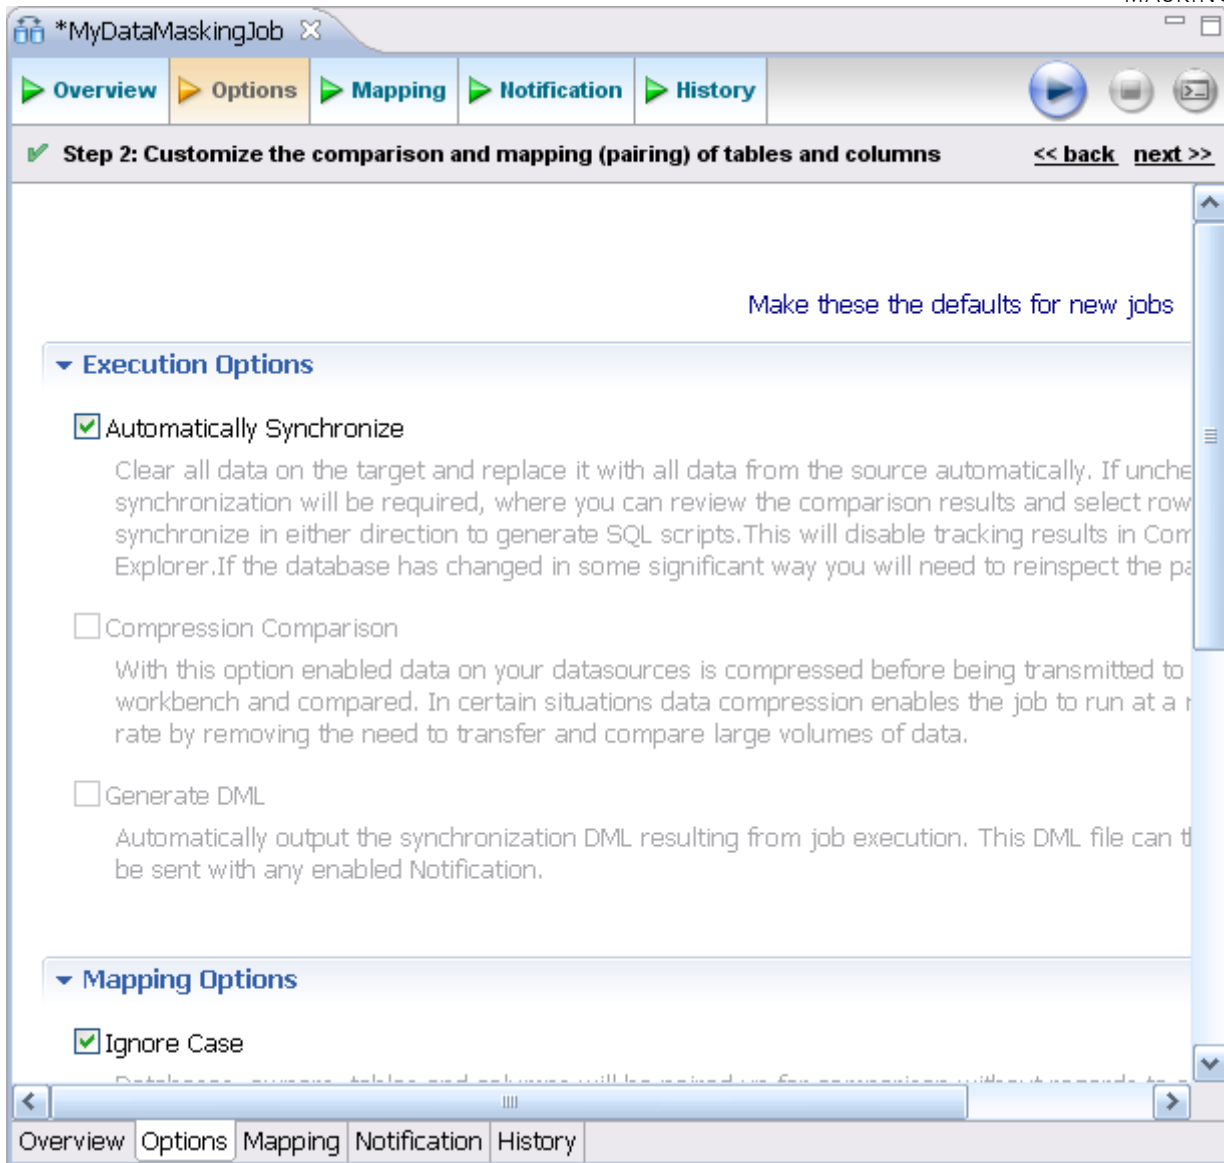 *MyDataMaskingJob
Overview Options Mapping Notification History
Step 2: Customize the comparison and mapping (pairing) of tables and columns << back next >>
Make these the defaults for new jobs
Execution Options
Automatically Synchronize
Clear all data on the target and replace it with all data from the source automatically. If unche
synchronization will be required, where you can review the comparison results and select row
synchronize in either direction to generate SQL scripts.This will disable tracking results in Com
Explorer.If the database has changed in some significant way you will need to reinspect the pa
Compression Comparison
With this option enabled data on your datasources is compressed before being transmitted to
workbench and compared. In certain situations data compression enables the job to run at a
rate by removing the need to transfer and compare large volumes of data.
Generate DML
Automatically output the synchronization DML resulting from job execution. This DML file can
be sent with any enabled Notification.
Mapping Options
Ignore Case
Overview Options Mapping Notification History